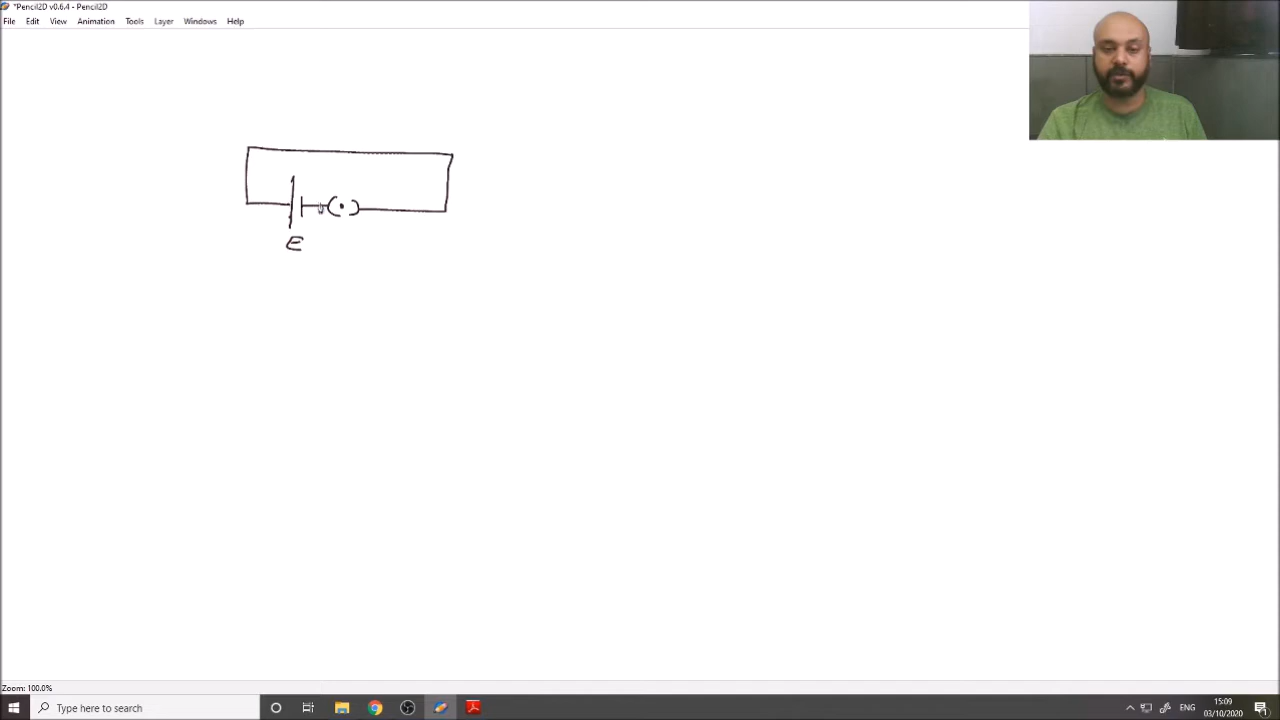 *Pencil2D v0.6.4 - Pencil2D
File Edit View Animation Tools Layer Windows Help
E
Zoom: 100.0%
Type here to search
ENG
15:09
03/10/2020